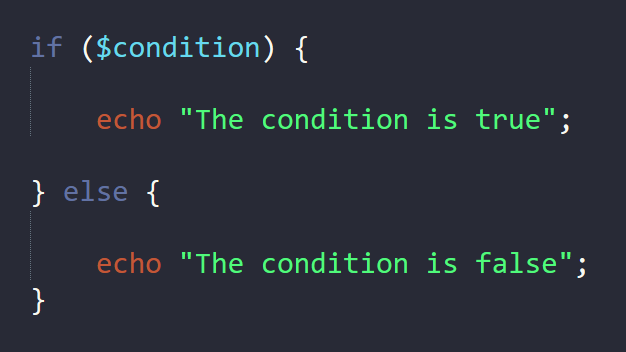 if ($condition) {
    echo "The condition is true";
} else {
    echo "The condition is false";
}